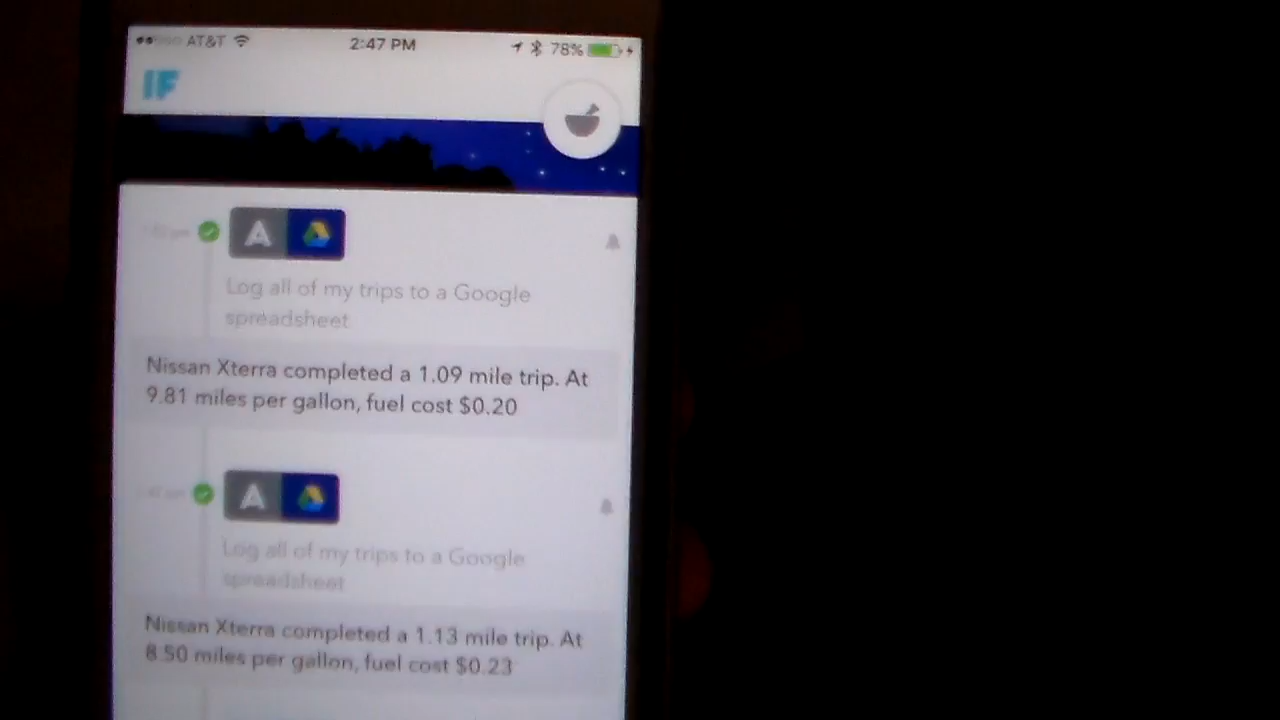 AT&T 2:47 PM 78%
IF
Log all of my trips to a Google
spreadsheet
Nissan Xterra completed a 1.09 mile trip. At
9.81 miles per gallon, fuel cost $0.20
Log all of my trips to a Google
spreadsheet
Nissan Xterra completed a 1.13 mile trip. At
8.50 miles per gallon, fuel cost $0.23